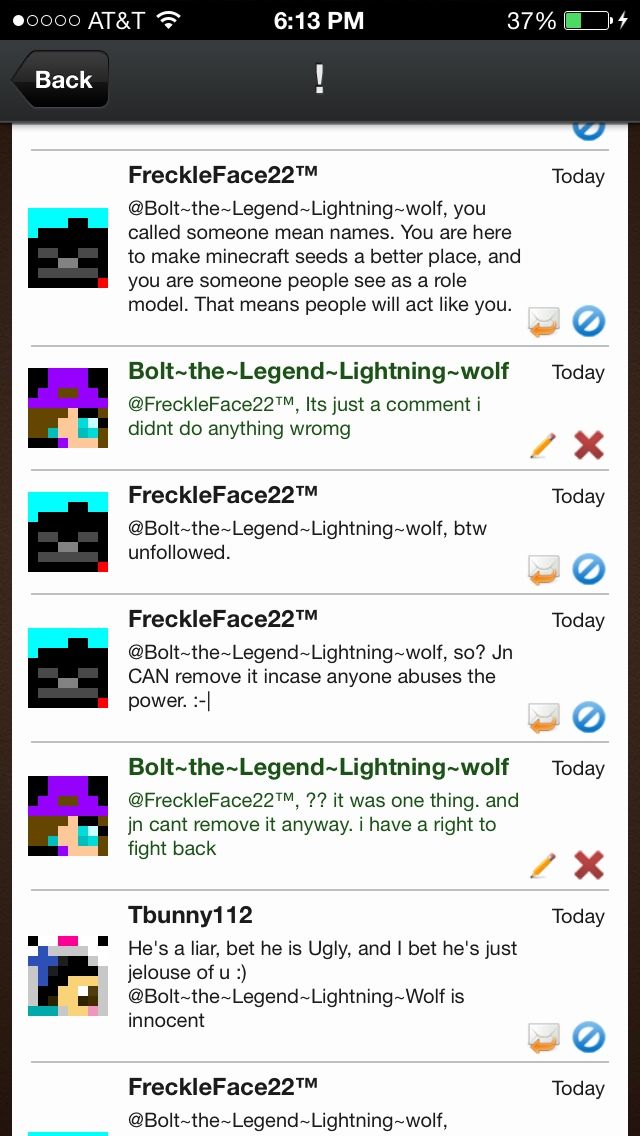 AT&T 6:13 PM 37%
Back !
FreckleFace22™ Today
@Bolt~the~Legend~Lightning~wolf, you
called someone mean names. You are here
to make minecraft seeds a better place, and
you are someone people see as a role
model. That means people will act like you.
Bolt~the~Legend~Lightning~wolf Today
@FreckleFace22™, Its just a comment i
didnt do anything wromg
FreckleFace22™ Today
@Bolt~the~Legend~Lightning~wolf, btw
unfollowed.
FreckleFace22™ Today
@Bolt~the~Legend~Lightning~wolf, so? Jn
CAN remove it incase anyone abuses the
power. :-|
Bolt~the~Legend~Lightning~wolf Today
@FreckleFace22™, ?? it was one thing. and
jn cant remove it anyway. i have a right to
fight back
Tbunny112 Today
He's a liar, bet he is Ugly, and I bet he's just
jelouse of u :)
@Bolt~the~Legend~Lightning~Wolf is
innocent
FreckleFace22™ Today
@Bolt~the~Legend~Lightning~wolf,